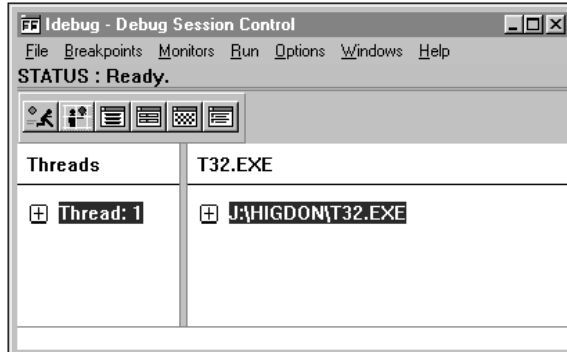 Idebug - Debug Session Control
File Breakpoints Monitors Run Options Windows Help
STATUS : Ready.
Threads T32.EXE
Thread: 1 J:\HIGDON\T32.EXE